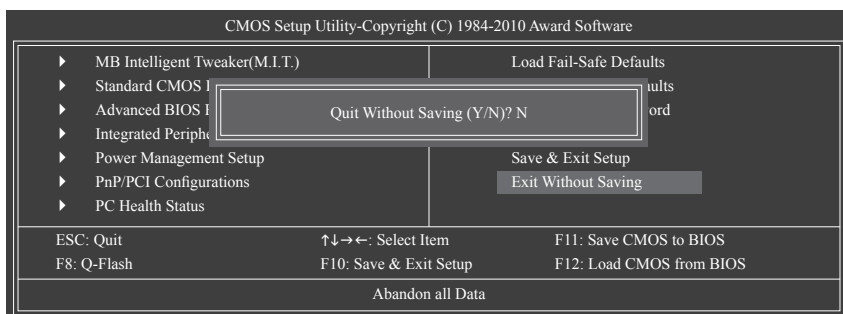 CMOS Setup Utility-Copyright (C) 1984-2010 Award Software
MB Intelligent Tweaker(M.I.T.)
Load Fail-Safe Defaults
Standard CMOS
Advanced BIOS
Integrated
Quit Without Saving (Y/N)? N
Power Management Setup
Save & Exit Setup
PnP/PCI Configurations
Exit Without Saving
PC Health Status
ESC: Quit
↑↓→←: Select Item
F11: Save CMOS to BIOS
F8: Q-Flash
F10: Save & Exit Setup
F12: Load CMOS from BIOS
Abandon all Data